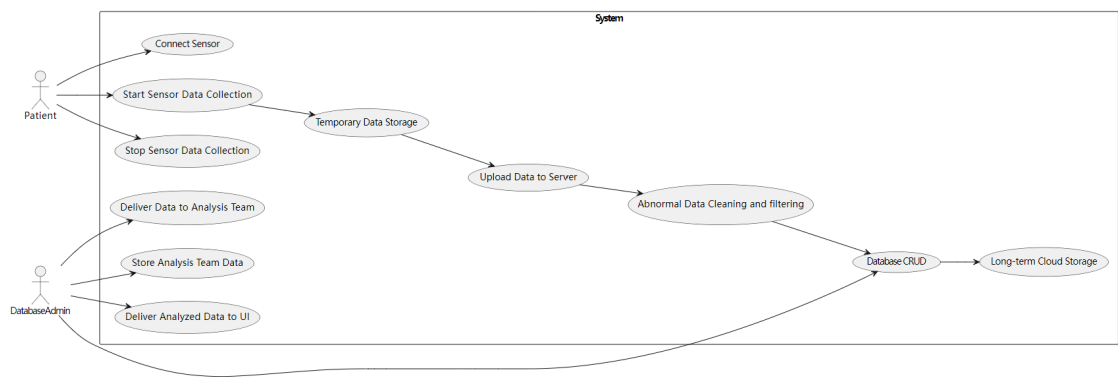 System
Connect Sensor
Start Sensor Data Collection
Patient
Temporary Data Storage
Stop Sensor Data Collection
Upload Data to Server
Abnormal Data Cleaning and filtering
Deliver Data to Analysis Team
Store Analysis Team Data
Database CRUD
Long-term Cloud Storage
DatabaseAdmin
Deliver Analyzed Data to UI